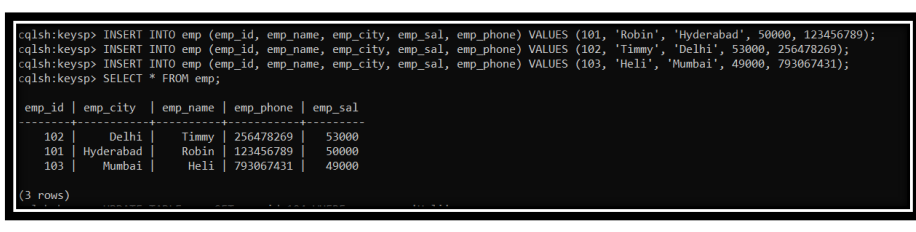 cqlsh:keysp> INSERT INTO emp (emp_id, emp_name, emp_city, emp_sal, emp_phone) VALUES (101, 'Robin', 'Hyderabad', 50000, 123456789);
cqlsh:keysp> INSERT INTO emp (emp_id, emp_name, emp_city, emp_sal, emp_phone) VALUES (102, 'Timmy', 'Delhi', 53000, 256478269);
cqlsh:keysp> INSERT INTO emp (emp_id, emp_name, emp_city, emp_sal, emp_phone) VALUES (103, 'Heli', 'Mumbai', 49000, 793067431);
cqlsh:keysp> SELECT * FROM emp;
emp_id | emp_city | emp_name | emp_phone | emp_sal
--------+-----------+----------+-----------+---------
102 | Delhi | Timmy | 256478269 | 53000
101 | Hyderabad | Robin | 123456789 | 50000
103 | Mumbai | Heli | 793067431 | 49000
(3 rows)